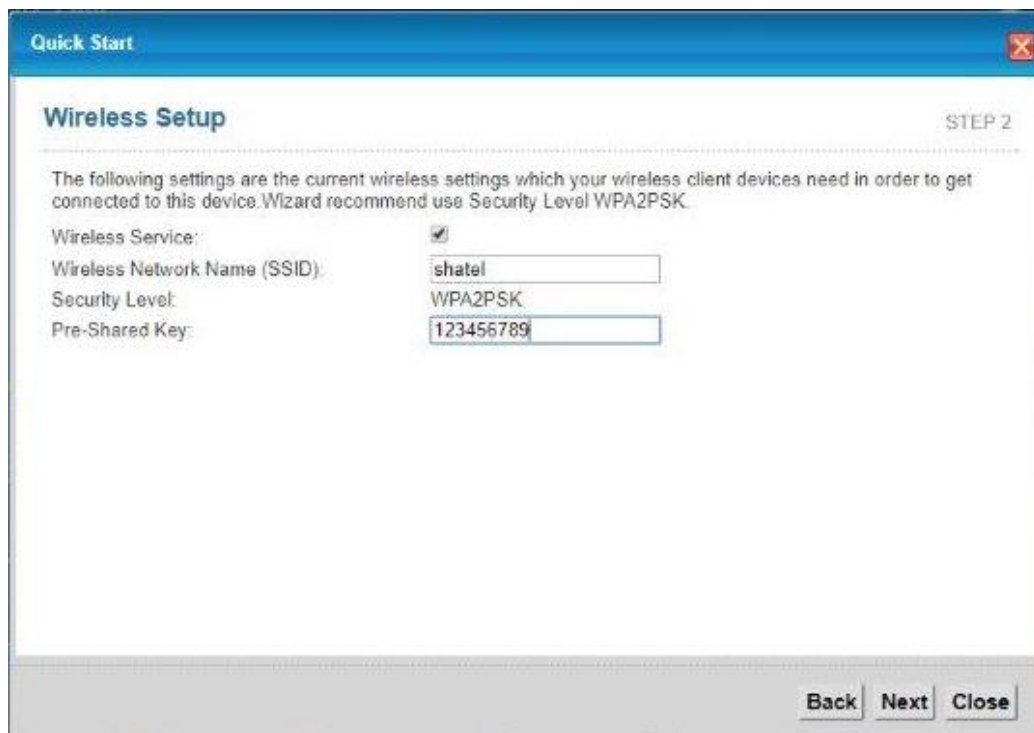 Quick Start
Wireless Setup
STEP 2
The following settings are the current wireless settings which your wireless client devices need in order to get
connected to this device.Wizard recommend use Security Level WPA2PSK.
Wireless Service:
Wireless Network Name (SSID): shatel
Security Level: WPA2PSK
Pre-Shared Key: 123456789
Back Next Close